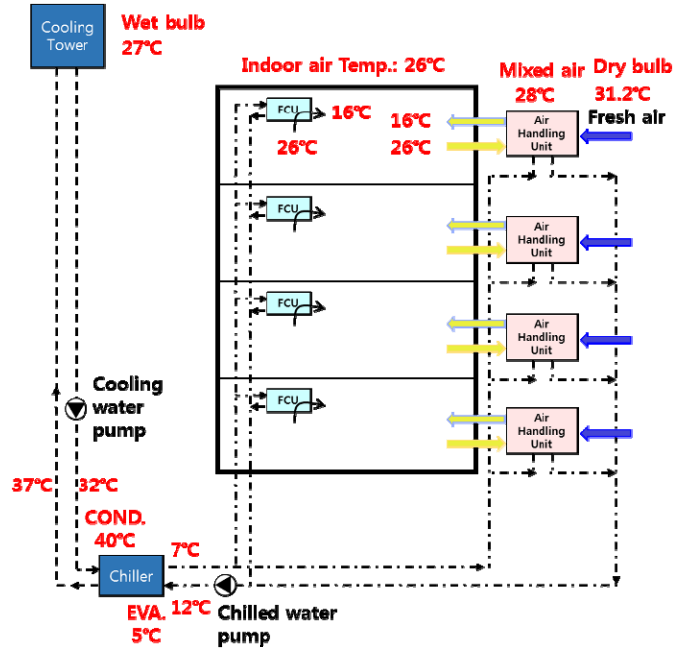 Cooling
Tower
Wet bulb
27℃
Indoor air Temp.: 26℃
Mixed air
28℃
Dry bulb
31.2℃
Fresh air
FCU
16℃
26℃
16℃
26℃
Air
Handling
Unit
FCU
Air
Handling
Unit
FCU
Air
Handling
Unit
FCU
Air
Handling
Unit
Cooling
water
pump
37℃
32℃
COND.
40℃
7℃
Chiller
EVA.
5℃
12℃
Chilled water
pump